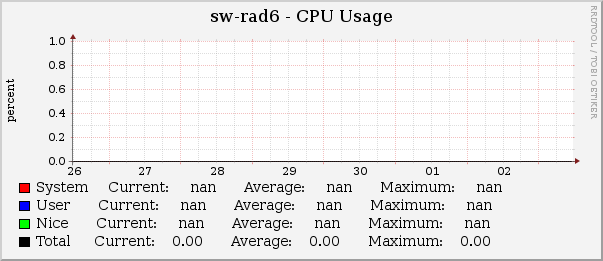 sw-rad6 - CPU Usage
RRDTOOL / TOBI OETIKER
percent
1.0
0.8
0.6
0.4
0.2
0.0
26 27 28 29 30 31 01 02
System Current: nan Average: nan Maximum: nan
User Current: nan Average: nan Maximum: nan
Nice Current: nan Average: nan Maximum: nan
Total Current: 0.00 Average: 0.00 Maximum: 0.00